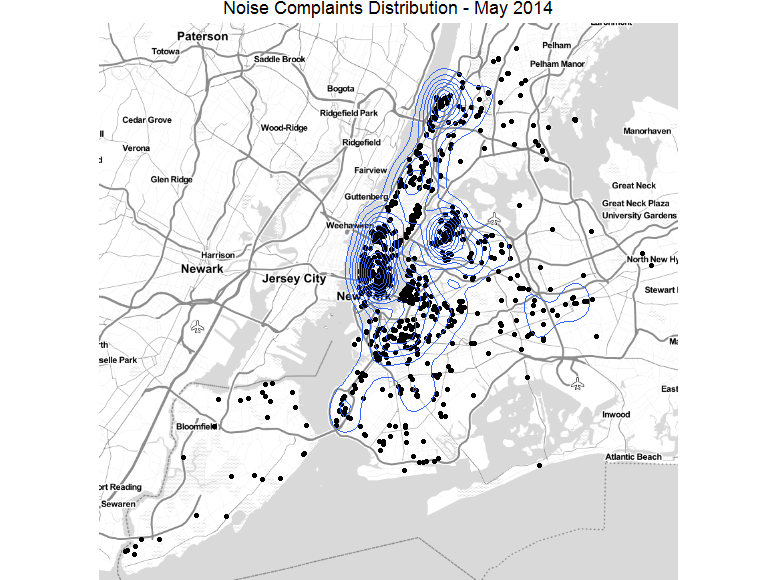 Noise Complaints Distribution - May 2014
Larchmont
Paterson
Totowa
Pelham
Saddle Brook
Pelham Manor
Bogota
Ridgefield Park
Cedar Grove
Wood-Ridge
Manorhaven
Verona
Ridgefield
Fairview
Glen Ridge
Great Neck
Guttenberg
Great Neck Plaza
University Gardens
Weehawken
Harrison
North New Hy
Newark
Jersey City
Stewart
New York
rth
Ma
selle Park
East
Inwood
Bloomfield
Atlantic Beach
ort Reading
Sewaren